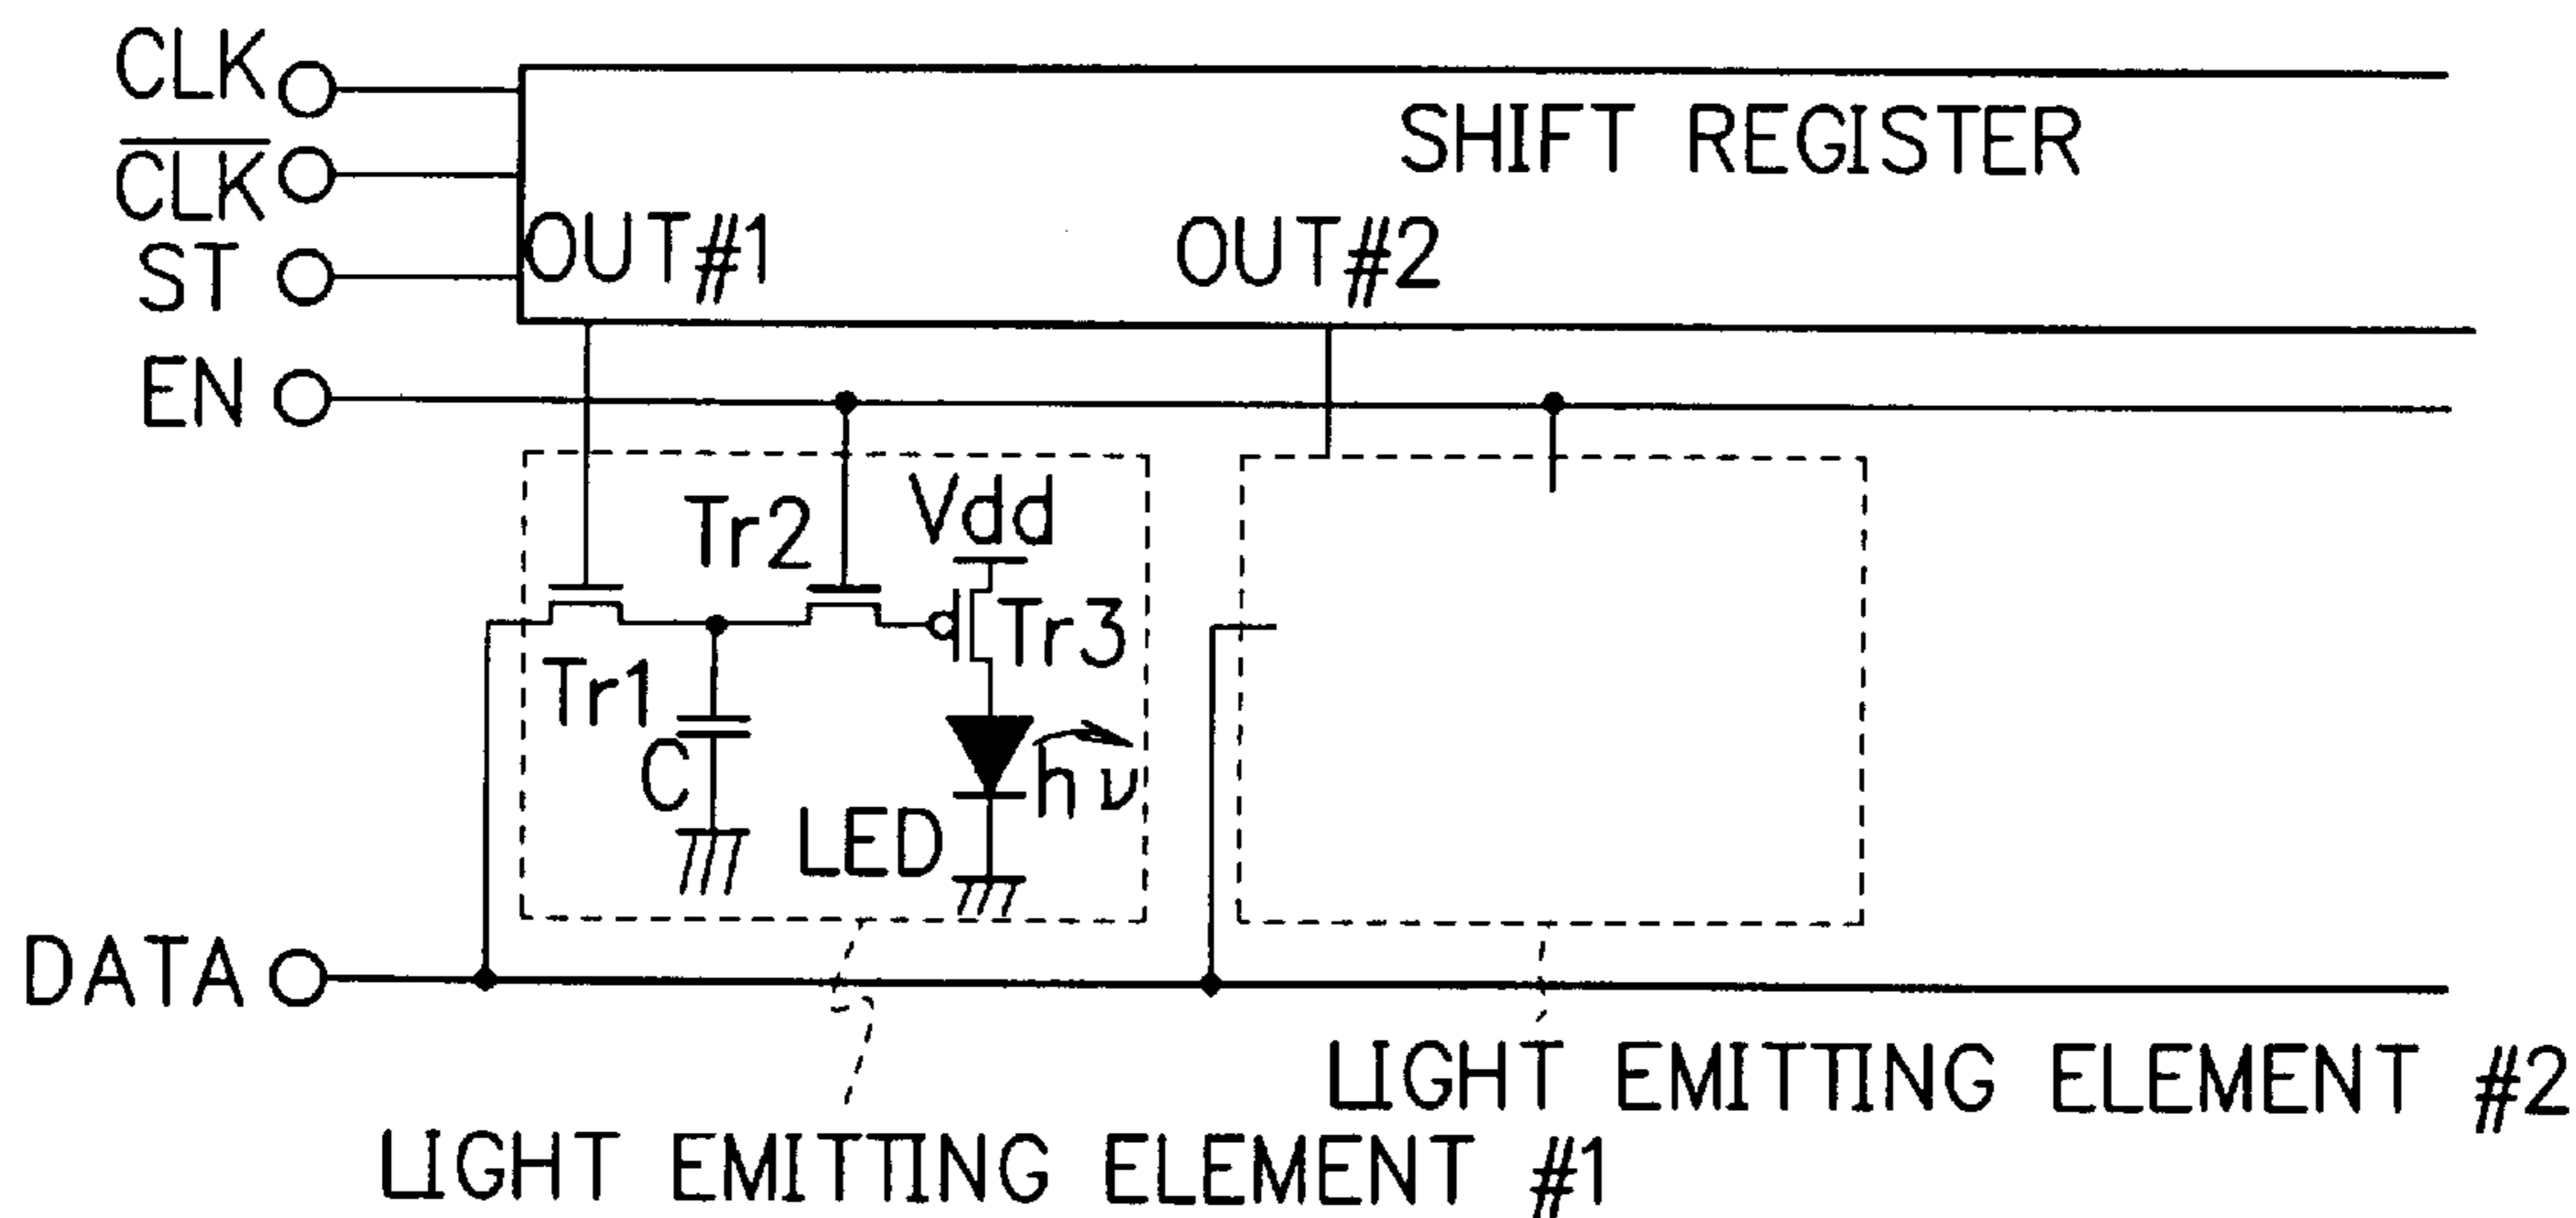 CLK
SHIFT REGISTER
C̅L̅K̅
OUT#1
OUT#2
ST
EN
Tr2
Vdd
Tr3
Tr1
C
hν
LED
DATA
LIGHT EMITTING ELEMENT #2
LIGHT EMITTING ELEMENT #1